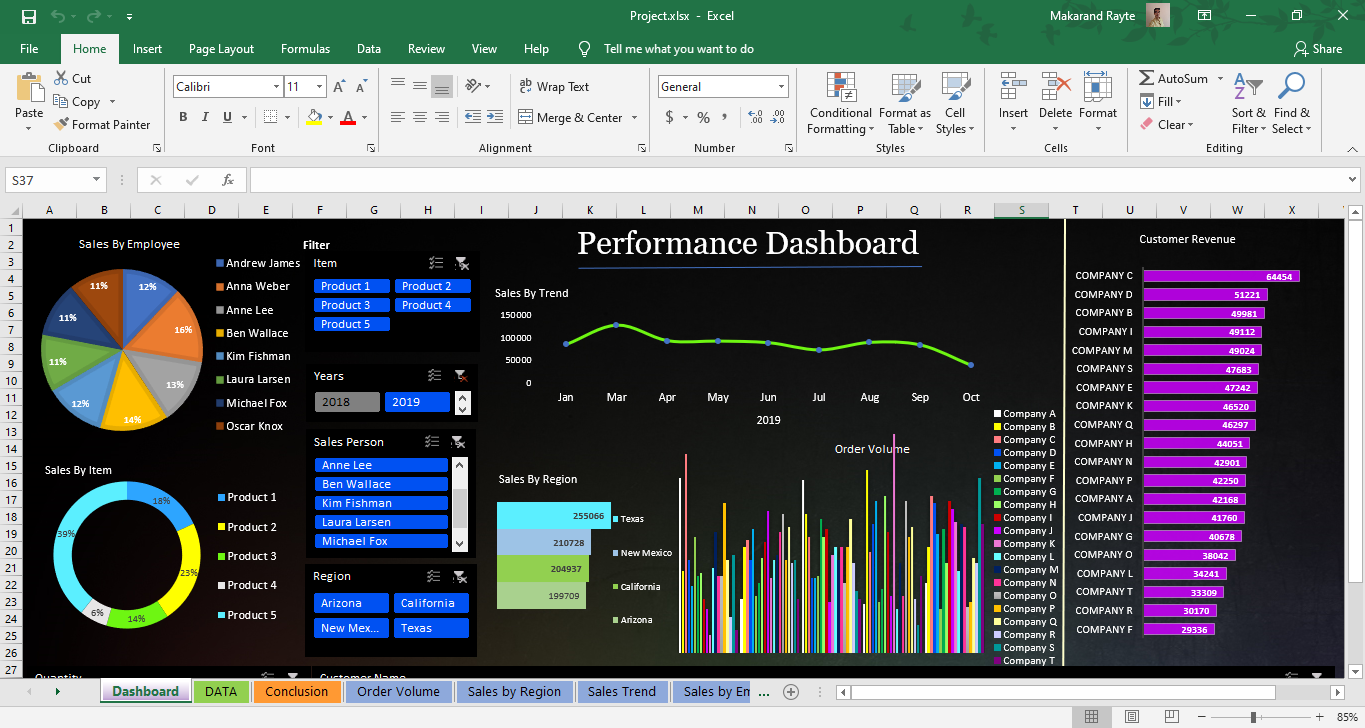 Project.xlsx - Excel
Makarand Rayte
File Home Insert Page Layout Formulas Data Review View Help Tell me what you want to do Share
Paste
Cut
Copy
Format Painter
Clipboard
Calibri 11
B I U A
Font
Wrap Text
Merge & Center
Alignment
General
$ % ,
Number
Conditional Formatting
Format as Table
Cell Styles
Styles
Insert Delete Format
Cells
AutoSum
Fill
Clear
Sort & Filter
Find & Select
Editing
S37 fx
A B C D E F G H I J K L M N O P Q R S T U V W X
1
2
3
4
5
6
7
8
9
10
11
12
13
14
15
16
17
18
19
20
21
22
23
24
25
26
27
Sales By Employee
12%
16%
13%
14%
12%
11%
11%
11%
Andrew James
Anna Weber
Anne Lee
Ben Wallace
Kim Fishman
Laura Larsen
Michael Fox
Oscar Knox
Sales By Item
18%
23%
14%
6%
39%
Product 1
Product 2
Product 3
Product 4
Product 5
Filter
Item
Product 1 Product 2
Product 3 Product 4
Product 5
Years
2018 2019
Sales Person
Anne Lee
Ben Wallace
Kim Fishman
Laura Larsen
Michael Fox
Region
Arizona California
New Mex... Texas
Performance Dashboard
Sales By Trend
150000
100000
50000
0
Jan Mar Apr May Jun Jul Aug Sep Oct
2019
Sales By Region
255066
210728
204937
199709
Texas
New Mexico
California
Arizona
Order Volume
Company A
Company B
Company C
Company D
Company E
Company F
Company G
Company H
Company I
Company J
Company K
Company L
Company M
Company N
Company O
Company P
Company Q
Company R
Company S
Company T
Customer Revenue
COMPANY C 64454
COMPANY D 51221
COMPANY B 49981
COMPANY I 49112
COMPANY M 49024
COMPANY S 47683
COMPANY E 47242
COMPANY K 46520
COMPANY Q 46297
COMPANY H 44051
COMPANY N 42901
COMPANY P 42250
COMPANY A 42168
COMPANY J 41760
COMPANY G 40678
COMPANY O 38042
COMPANY L 34241
COMPANY T 33309
COMPANY R 30170
COMPANY F 29336
Quantity Customer Name
Dashboard DATA Conclusion Order Volume Sales by Region Sales Trend Sales by Em ...
85%